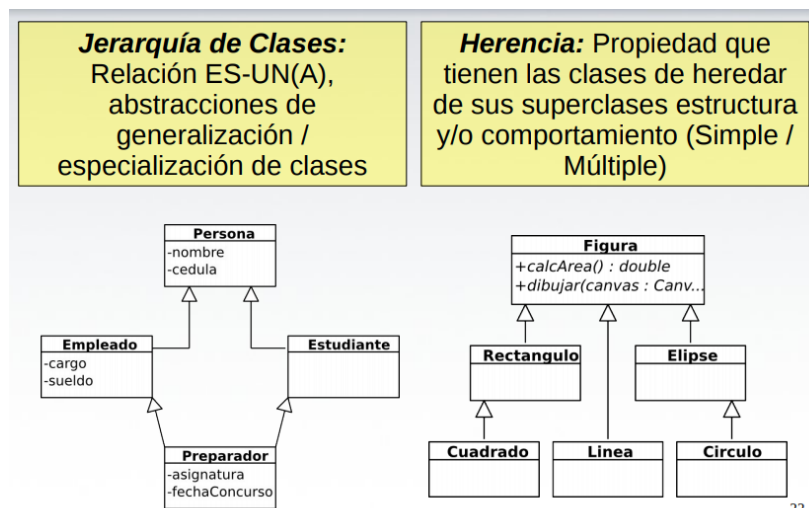 Jerarquía de Clases:
Relación ES-UN(A),
abstracciones de
generalización /
especialización de clases
Herencia: Propiedad que
tienen las clases de heredar
de sus superclases estructura
y/o comportamiento (Simple /
Múltiple)
Persona
-nombre
-cedula
Empleado
-cargo
-sueldo
Estudiante
Preparador
-asignatura
-fechaConcurso
Figura
+calcArea() : double
+dibujar(canvas : Canv...
Rectangulo
Elipse
Cuadrado
Linea
Circulo